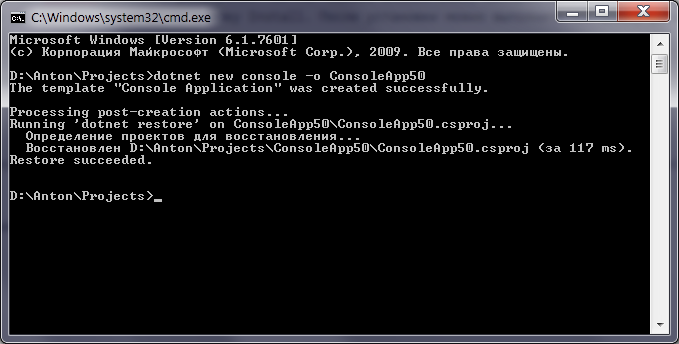 C:\Windows\system32\cmd.exe
Microsoft Windows [Version 6.1.7601]
(c) Корпорация Майкрософт (Microsoft Corp.), 2009. Все права защищены.
D:\Anton\Projects>dotnet new console -o ConsoleApp50
The template "Console Application" was created successfully.
Processing post-creation actions...
Running 'dotnet restore' on ConsoleApp50\ConsoleApp50.csproj...
Определение проектов для восстановления...
Восстановлен D:\Anton\Projects\ConsoleApp50\ConsoleApp50.csproj (за 117 ms).
Restore succeeded.
D:\Anton\Projects>_